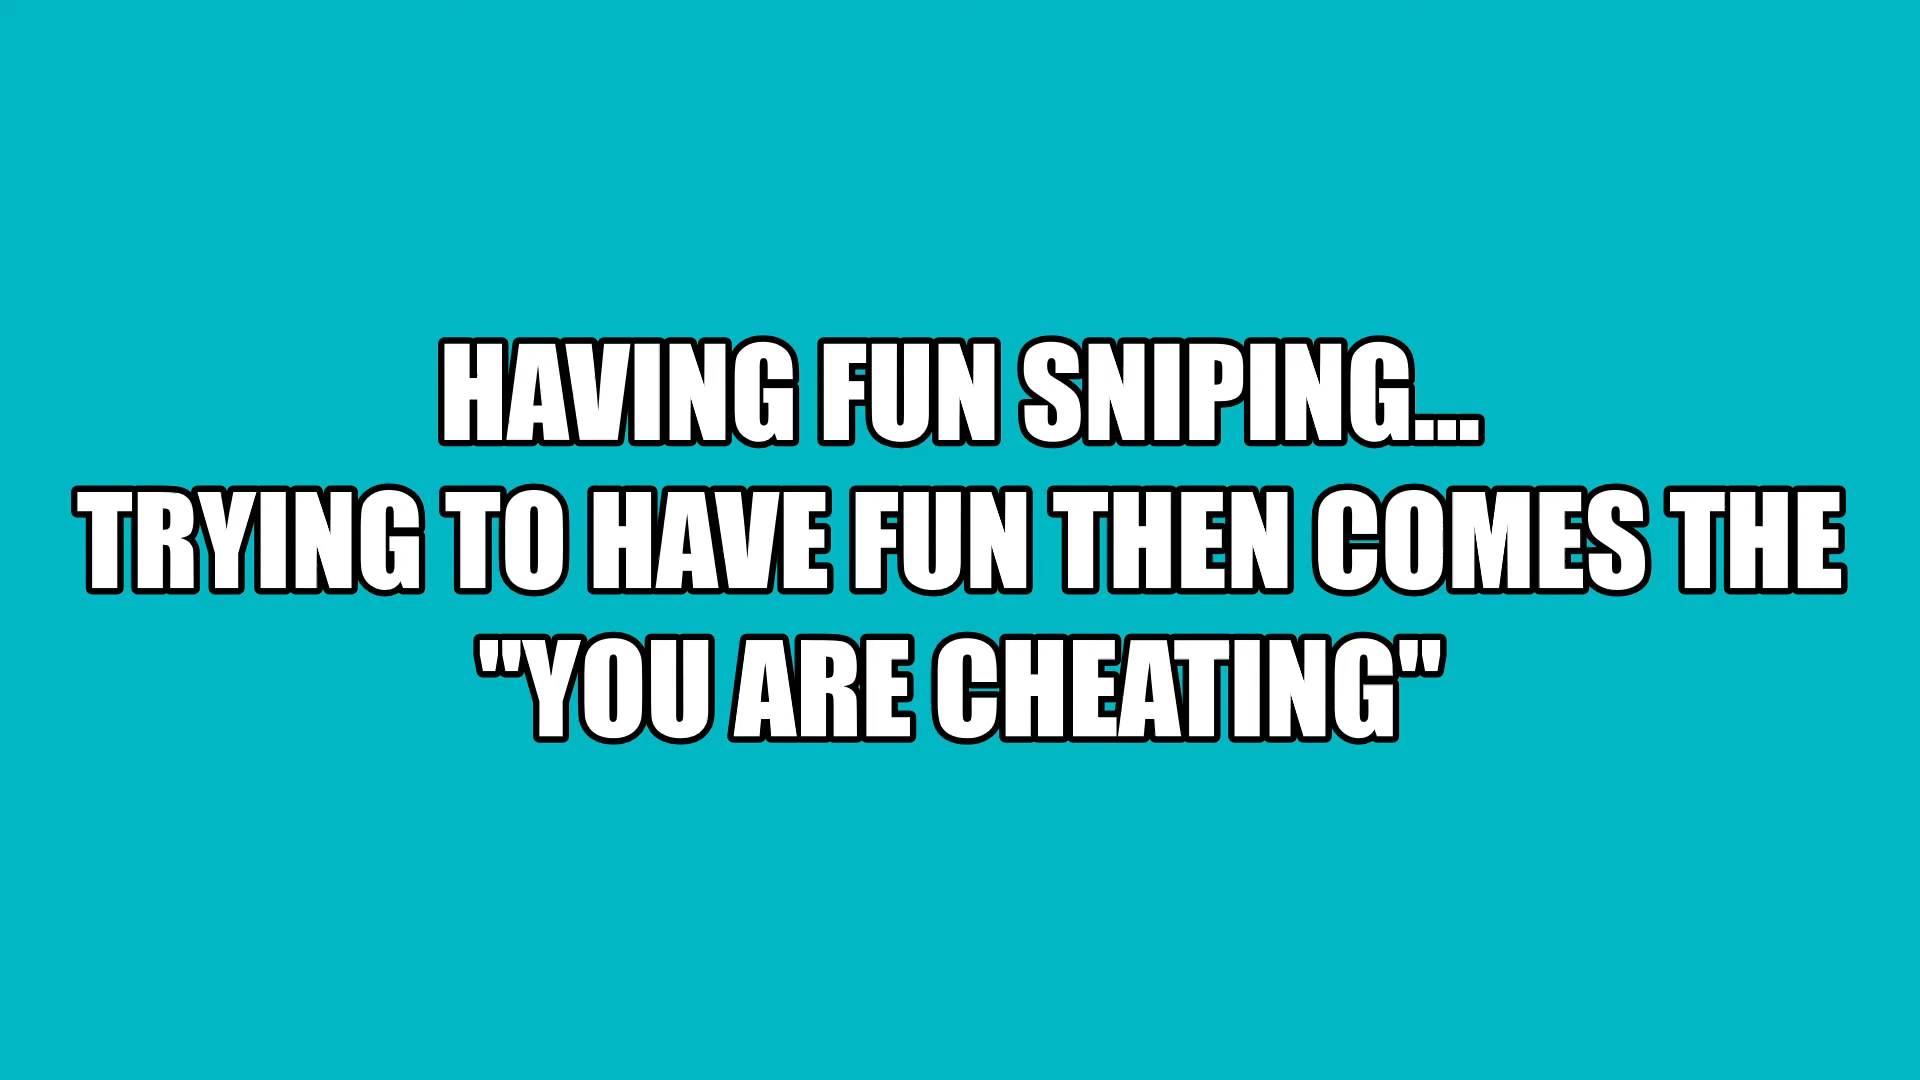 HAVING FUN SNIPING...
TRYING TO HAVE FUN THEN COMES THE
"YOU ARE CHEATING"